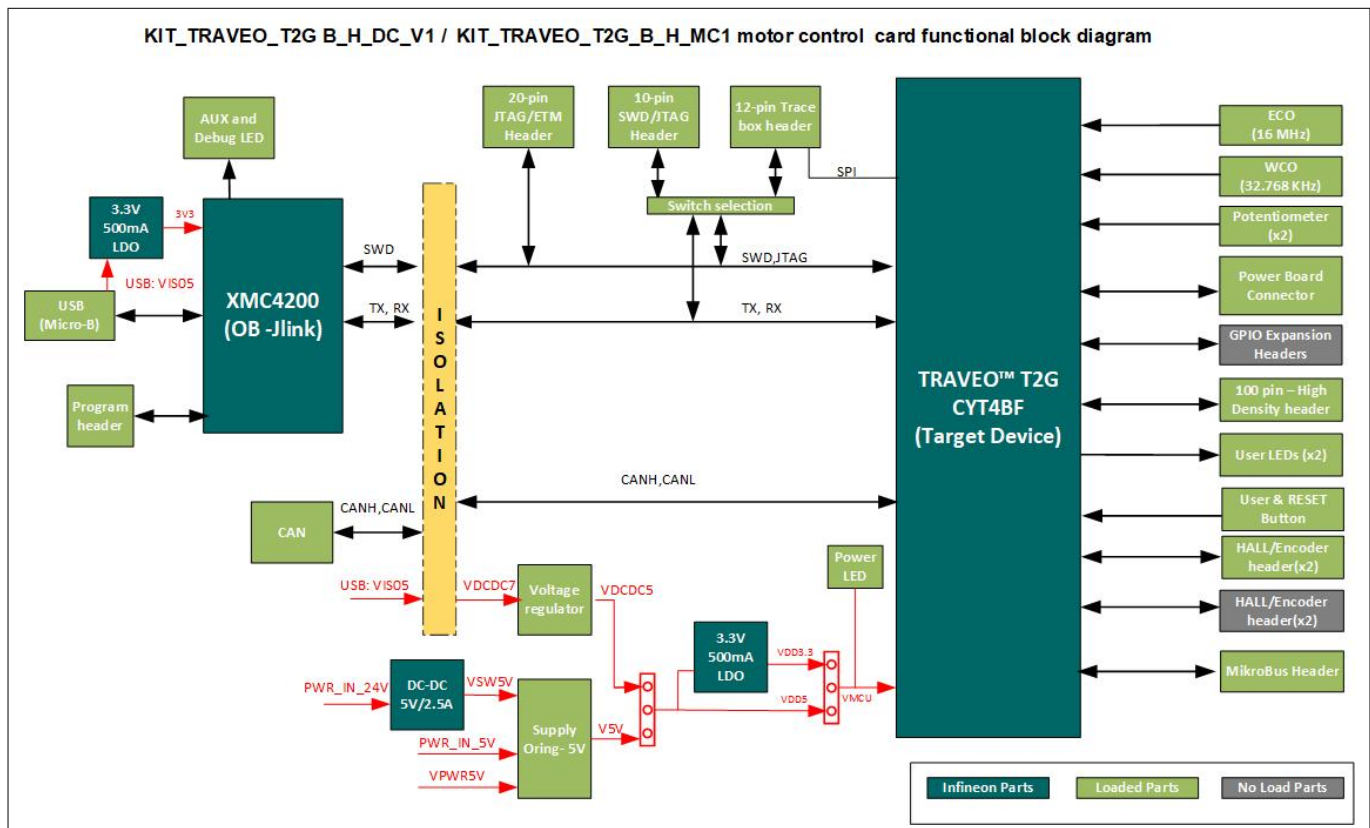 KIT_TRAVEO_T2G B_H_DC_V1 / KIT_TRAVEO_T2G_B_H_MC1 motor control card functional block diagram
AUX and
Debug LED
20-pin
JTAG/ETM
Header
10-pin
SWD/JTAG
Header
12-pin Trace
box header
SPI
Switch selection
3.3V
500mA
LDO
3V3
USB: VISO5
USB
(Micro-B)
XMC4200
(OB -Jlink)
Program
header
SWD
TX, RX
ISOLATION
SWD,JTAG
TX, RX
CANH,CANL
CAN
CANH,CANL
USB: VISO5
VDCDC7
Voltage
regulator
VDCDC5
PWR_IN_24V
DC-DC
5V/2.5A
VSW5V
PWR_IN_5V
VPWR5V
Supply
Oring- 5V
V5V
3.3V
500mA
LDO
VDD3.3
VDD5
VMCU
Power
LED
TRAVEO™ T2G
CYT4BF
(Target Device)
ECO
(16 MHz)
WCO
(32.768 KHz)
Potentiometer
(x2)
Power Board
Connector
GPIO Expansion
Headers
100 pin – High
Density header
User LEDs (x2)
User & RESET
Button
HALL/Encoder
header(x2)
HALL/Encoder
header(x2)
MikroBus Header
Infineon Parts
Loaded Parts
No Load Parts